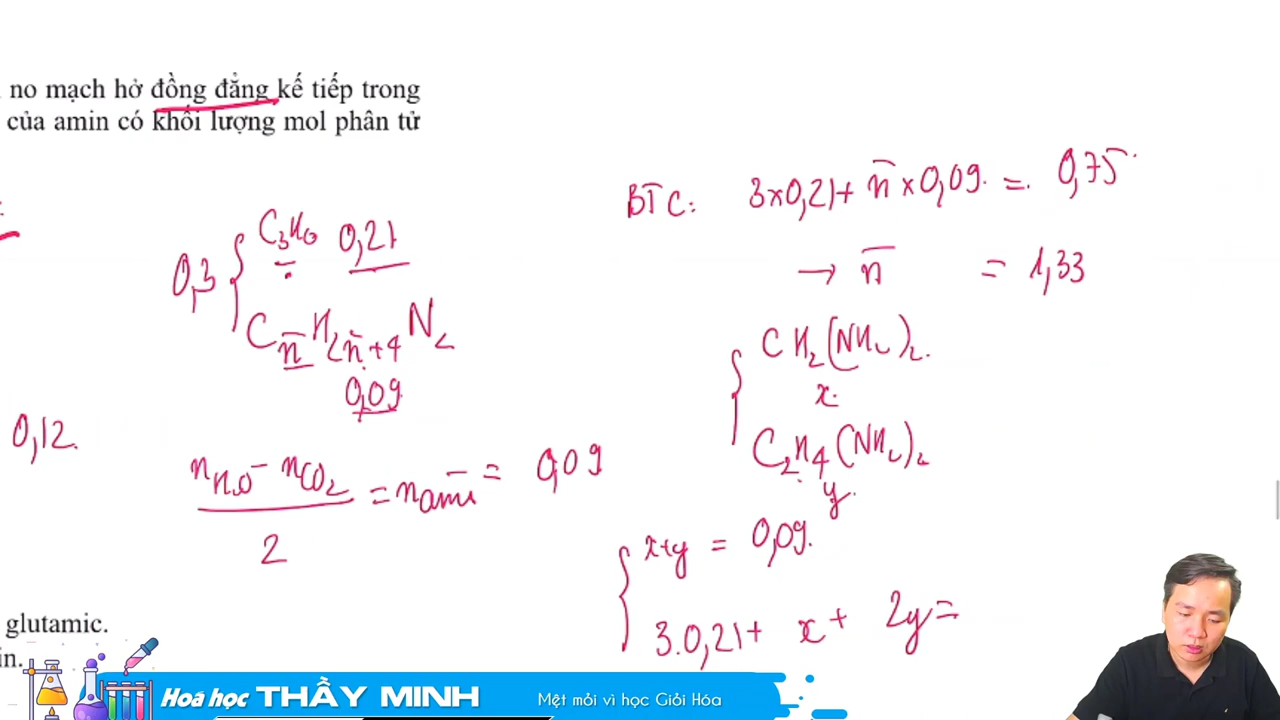 no mạch hở đồng đẳng kế tiếp trong
của amin có khối lượng mol phân tử
0,3 { C3H6 0,21
Cn̄H2n̄+4N2
0,09
0,12.
nH2O - nCO2 / 2 = namin = 0,09
BTC: 3x0,21+ n̄ x 0,09. = 0,75
→ n̄ = 1,33
{ CH2(NH2)2.
x.
C2H4(NH2)2
y.
{ x+y = 0,09.
3.0,21+ x + 2y=
glutamic.
in.
Hoá học THẦY MINH
Mệt mỏi vì học Giỏi Hóa